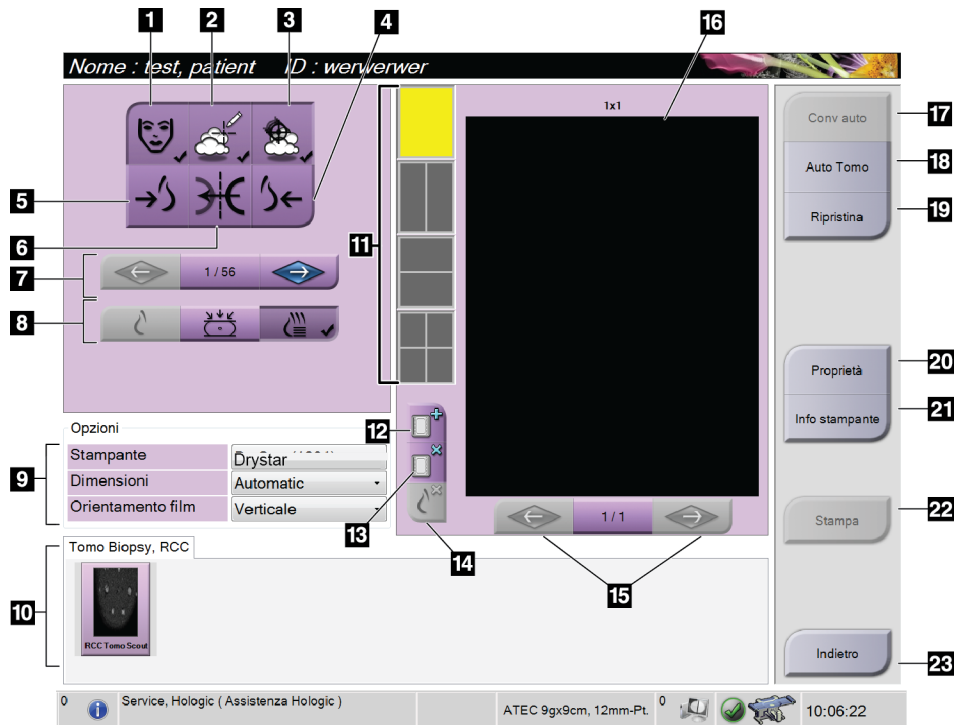 1 2 3 4 16
Nome : test, patient ID : werwerwer
1x1
Conv auto 17
Auto Tomo 18
5
Ripristina 19
6
11
7 1 / 56
8
Proprietà 20
Info stampante 21
Opzioni
12
9 Stampante Drystar
Dimensioni Automatic
Orientamento film Verticale
13
1 / 1
Stampa 22
14
15
Tomo Biopsy, RCC
10
RCC Tomo Scout
Indietro 23
0 Service, Hologic ( Assistenza Hologic ) ATEC 9gx9cm, 12mm-Pt. 0 10:06:22